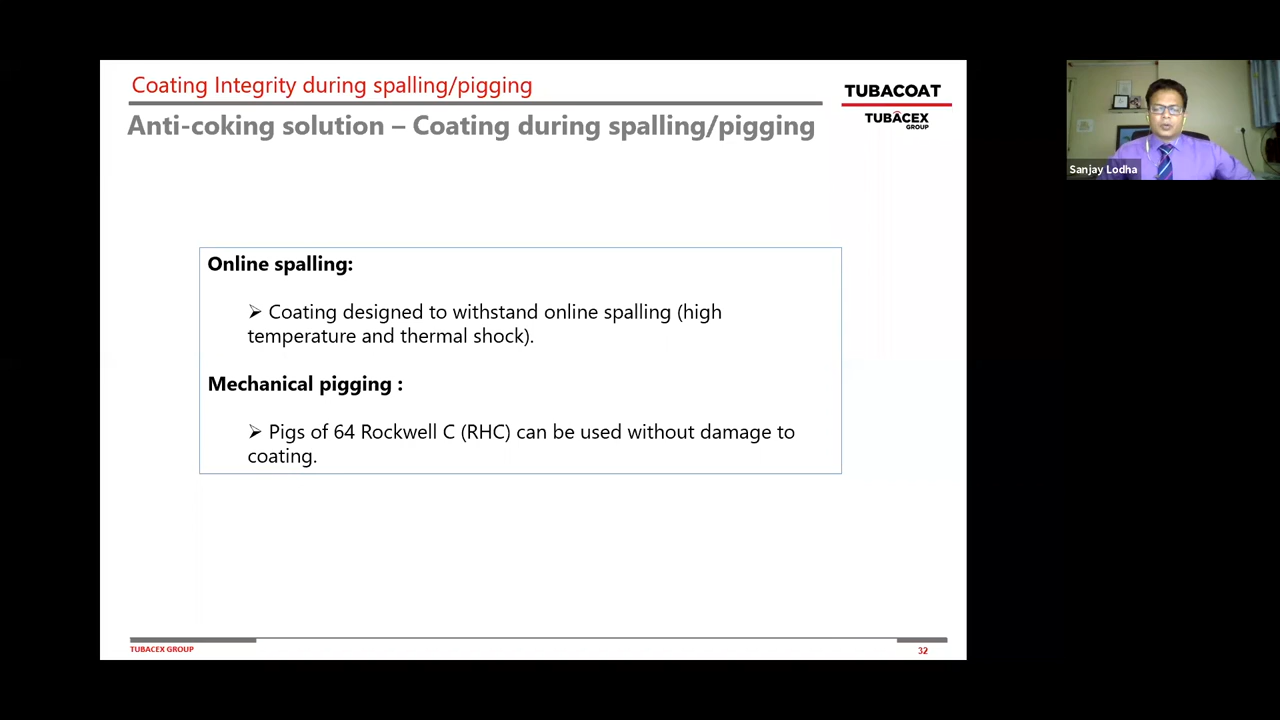 Coating Integrity during spalling/pigging
Anti-coking solution – Coating during spalling/pigging
TUBACOAT
TUBÂCEX
GROUP
Sanjay Lodha
Online spalling:
➢ Coating designed to withstand online spalling (high
temperature and thermal shock).
Mechanical pigging :
➢ Pigs of 64 Rockwell C (RHC) can be used without damage to
coating.
TUBACEX GROUP
32